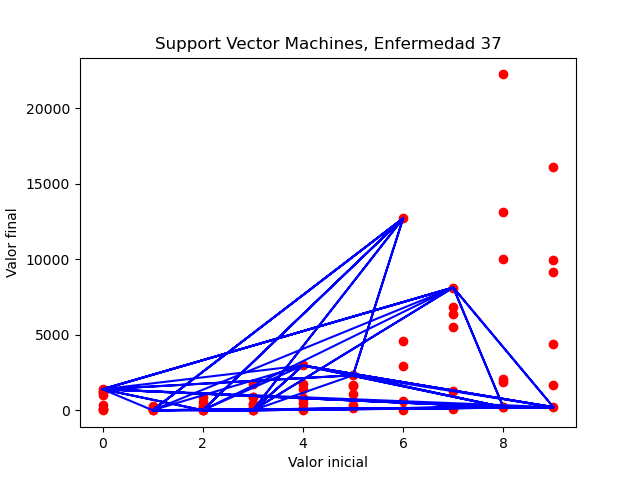 Support Vector Machines, Enfermedad 37
Valor final
20000
15000
10000
5000
0
0 2 4 6 8
Valor inicial